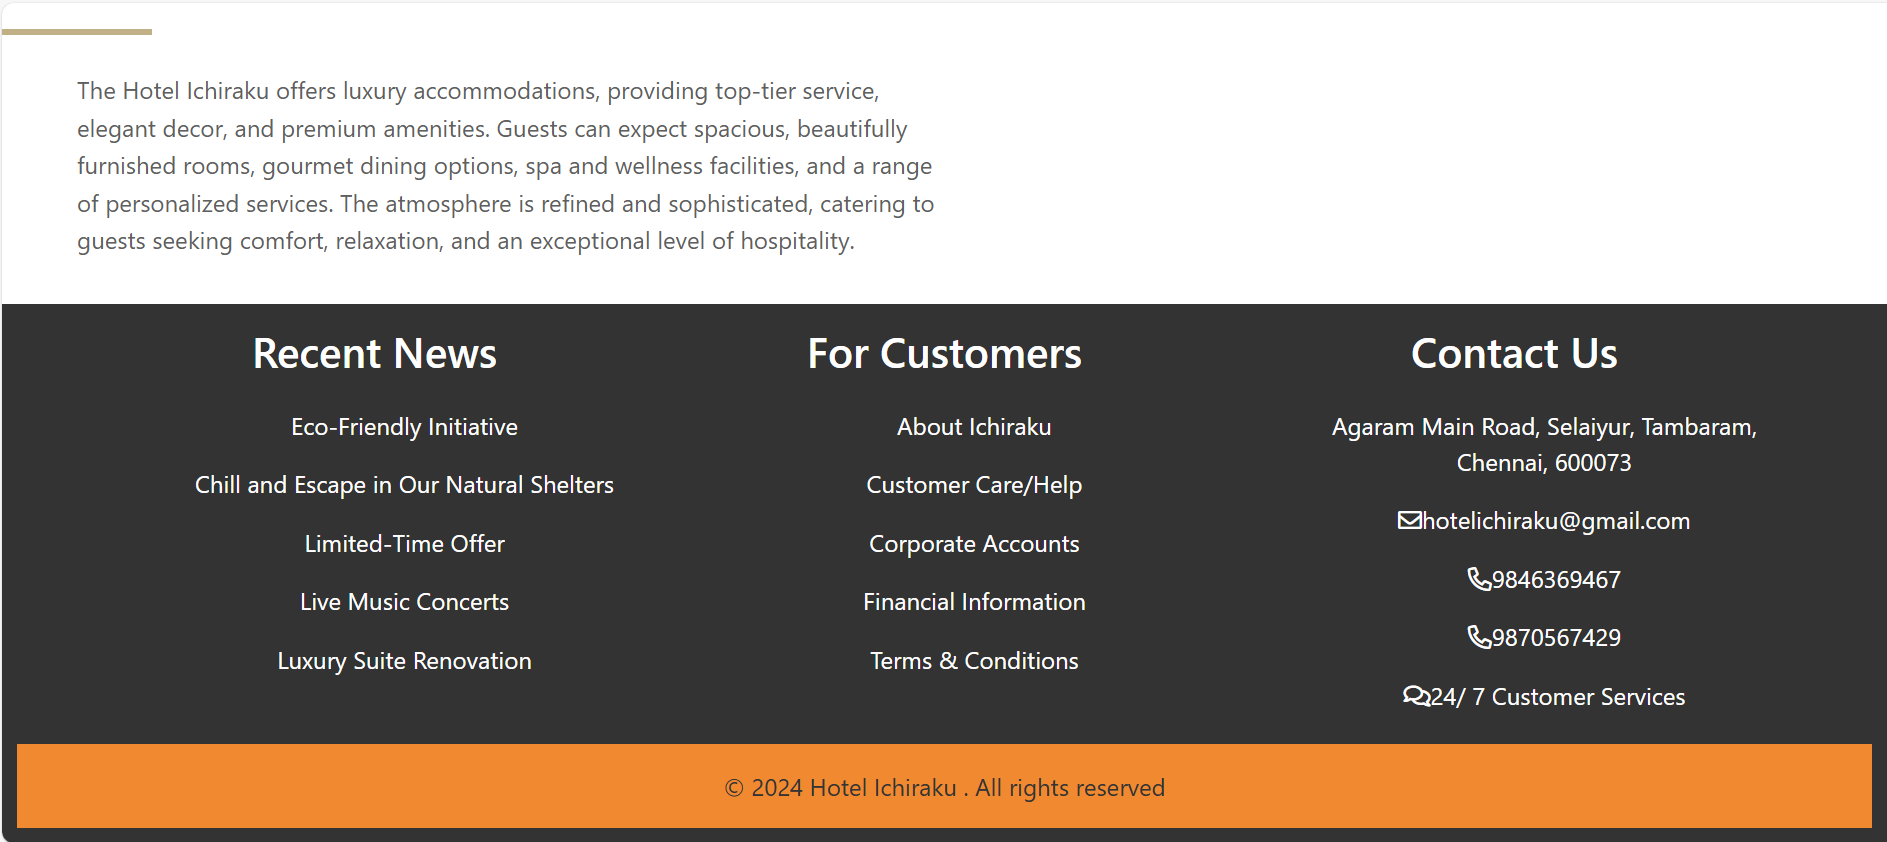 The Hotel Ichiraku offers luxury accommodations, providing top-tier service,
elegant decor, and premium amenities. Guests can expect spacious, beautifully
furnished rooms, gourmet dining options, spa and wellness facilities, and a range
of personalized services. The atmosphere is refined and sophisticated, catering to
guests seeking comfort, relaxation, and an exceptional level of hospitality.
Recent News
Eco-Friendly Initiative
Chill and Escape in Our Natural Shelters
Limited-Time Offer
Live Music Concerts
Luxury Suite Renovation
For Customers
About Ichiraku
Customer Care/Help
Corporate Accounts
Financial Information
Terms & Conditions
Contact Us
Agaram Main Road, Selaiyur, Tambaram,
Chennai, 600073
hotelichiraku@gmail.com
9846369467
9870567429
24/ 7 Customer Services
© 2024 Hotel Ichiraku . All rights reserved